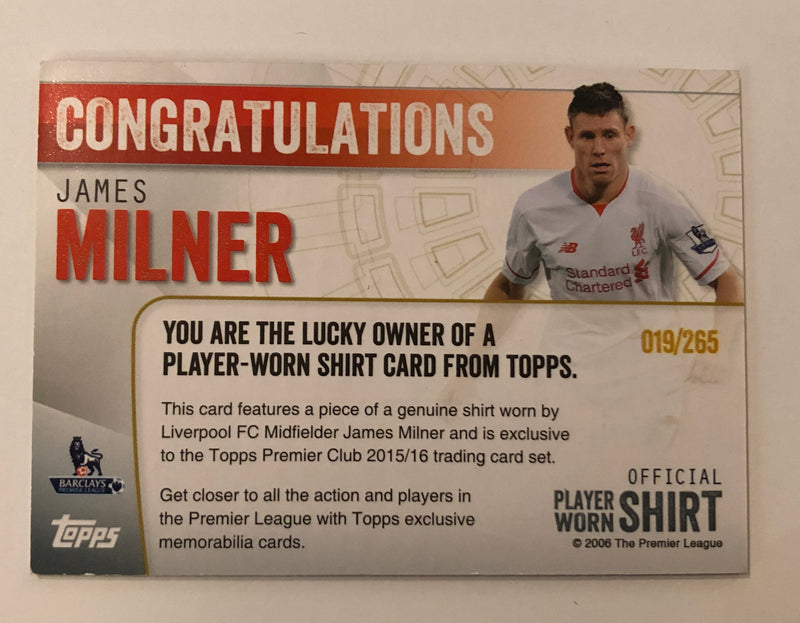 CONGRATULATIONS
JAMES
MILNER
LFC
Standard
Chartered
YOU ARE THE LUCKY OWNER OF A
PLAYER-WORN SHIRT CARD FROM TOPPS.
019/265
This card features a piece of a genuine shirt worn by
Liverpool FC Midfielder James Milner and is exclusive
to the Topps Premier Club 2015/16 trading card set.
Get closer to all the action and players in
the Premier League with Topps exclusive
memorabilia cards.
BARCLAYS
PREMIER LEAGUE
Topps
OFFICIAL
PLAYER
WORN SHIRT
© 2006 The Premier League